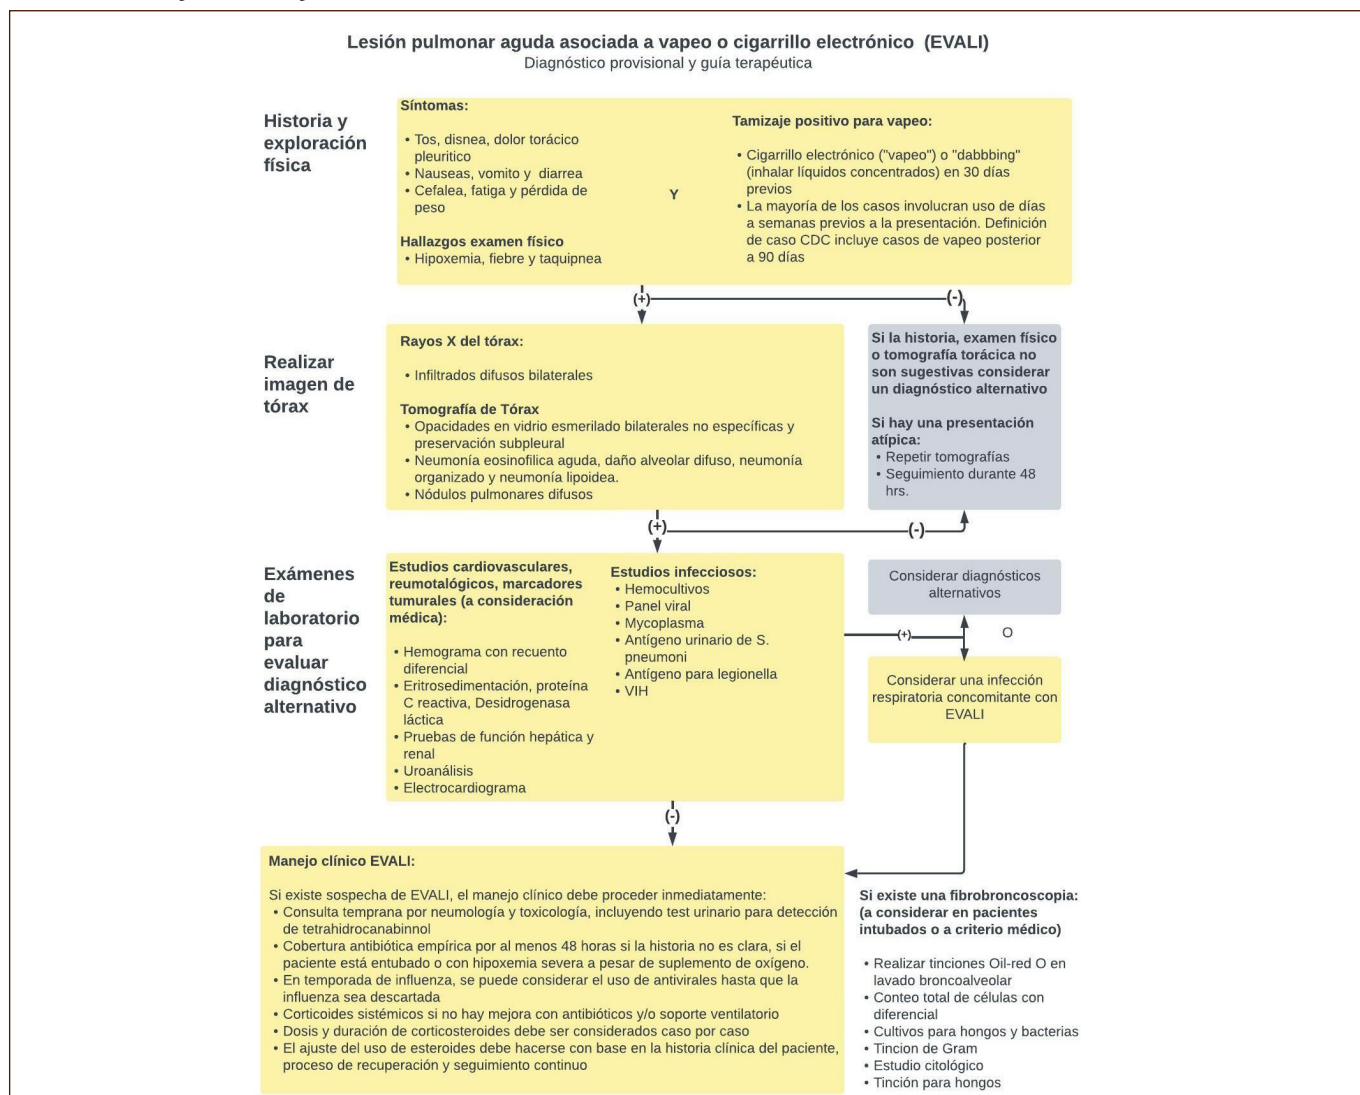 Lesión pulmonar aguda asociada a vapeo o cigarrillo electrónico (EVALI)
Diagnóstico provisional y guía terapéutica
Historia y
exploración
física
Síntomas:
• Tos, disnea, dolor torácico
pleuritico
• Nauseas, vomito y diarrea
• Cefalea, fatiga y pérdida de
peso
Hallazgos examen físico
• Hipoxemia, fiebre y taquipnea
Y
Tamizaje positivo para vapeo:
• Cigarrillo electrónico ("vapeo") o "dabbbing"
(inhalar líquidos concentrados) en 30 días
previos
• La mayoría de los casos involucran uso de días
a semanas previos a la presentación. Definición
de caso CDC incluye casos de vapeo posterior
a 90 días
(+)
(-)
Realizar
imagen de
tórax
Rayos X del tórax:
• Infiltrados difusos bilaterales
Tomografía de Tórax
• Opacidades en vidrio esmerilado bilaterales no específicas y
preservación subpleural
• Neumonía eosinofilica aguda, daño alveolar difuso, neumonía
organizado y neumonía lipoidea.
• Nódulos pulmonares difusos
Si la historia, examen físico
o tomografía torácica no
son sugestivas considerar
un diagnóstico alternativo
Si hay una presentación
atípica:
• Repetir tomografías
• Seguimiento durante 48
hrs.
(+)
(-)
Exámenes
de
laboratorio
para
evaluar
diagnóstico
alternativo
Estudios cardiovasculares,
reumotalógicos, marcadores
tumurales (a consideración
médica):
• Hemograma con recuento
diferencial
• Eritrosedimentación, proteína
C reactiva, Desidrogenasa
láctica
• Pruebas de función hepática y
renal
• Uroanálisis
• Electrocardiograma
Estudios infecciosos:
• Hemocultivos
• Panel viral
• Mycoplasma
• Antígeno urinario de S.
pneumoni
• Antígeno para legionella
• VIH
(+)
Considerar diagnósticos
alternativos
O
Considerar una infección
respiratoria concomitante con
EVALI
(-)
Manejo clínico EVALI:
Si existe sospecha de EVALI, el manejo clínico debe proceder inmediatamente:
• Consulta temprana por neumología y toxicología, incluyendo test urinario para detección
de tetrahidrocanabinnol
• Cobertura antibiótica empírica por al menos 48 horas si la historia no es clara, si el
paciente está entubado o con hipoxemia severa a pesar de suplemento de oxígeno.
• En temporada de influenza, se puede considerar el uso de antivirales hasta que la
influenza sea descartada
• Corticoides sistémicos si no hay mejora con antibióticos y/o soporte ventilatorio
• Dosis y duración de corticosteroides debe ser considerados caso por caso
• El ajuste del uso de esteroides debe hacerse con base en la historia clínica del paciente,
proceso de recuperación y seguimiento continuo
Si existe una fibrobroncoscopia:
(a considerar en pacientes
intubados o a criterio médico)
• Realizar tinciones Oil-red O en
lavado broncoalveolar
• Conteo total de células con
diferencial
• Cultivos para hongos y bacterias
• Tincion de Gram
• Estudio citológico
• Tinción para hongos